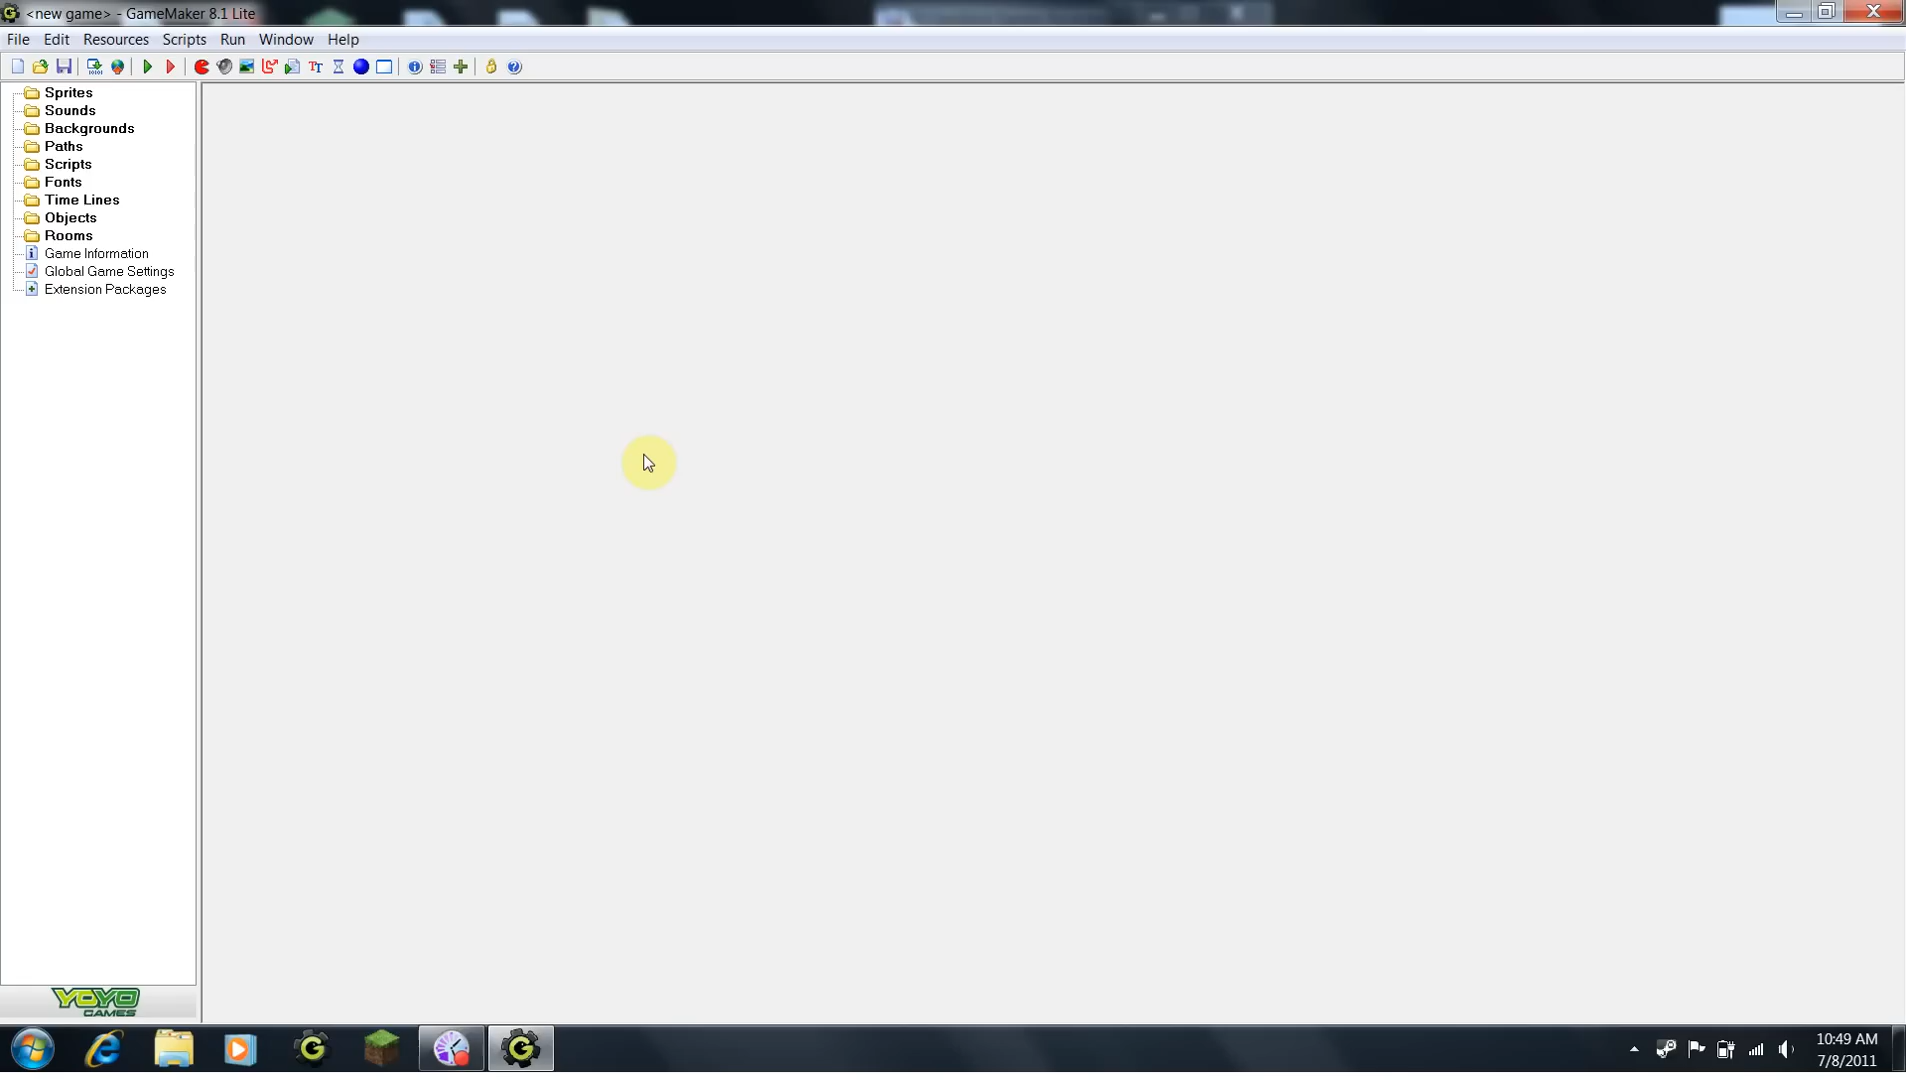 <new game> - GameMaker 8.1 Lite
File Edit Resources Scripts Run Window Help
Sprites
Sounds
Backgrounds
Paths
Scripts
Fonts
Time Lines
Objects
Rooms
Game Information
Global Game Settings
Extension Packages
YOYO
GAMES
10:49 AM
7/8/2011